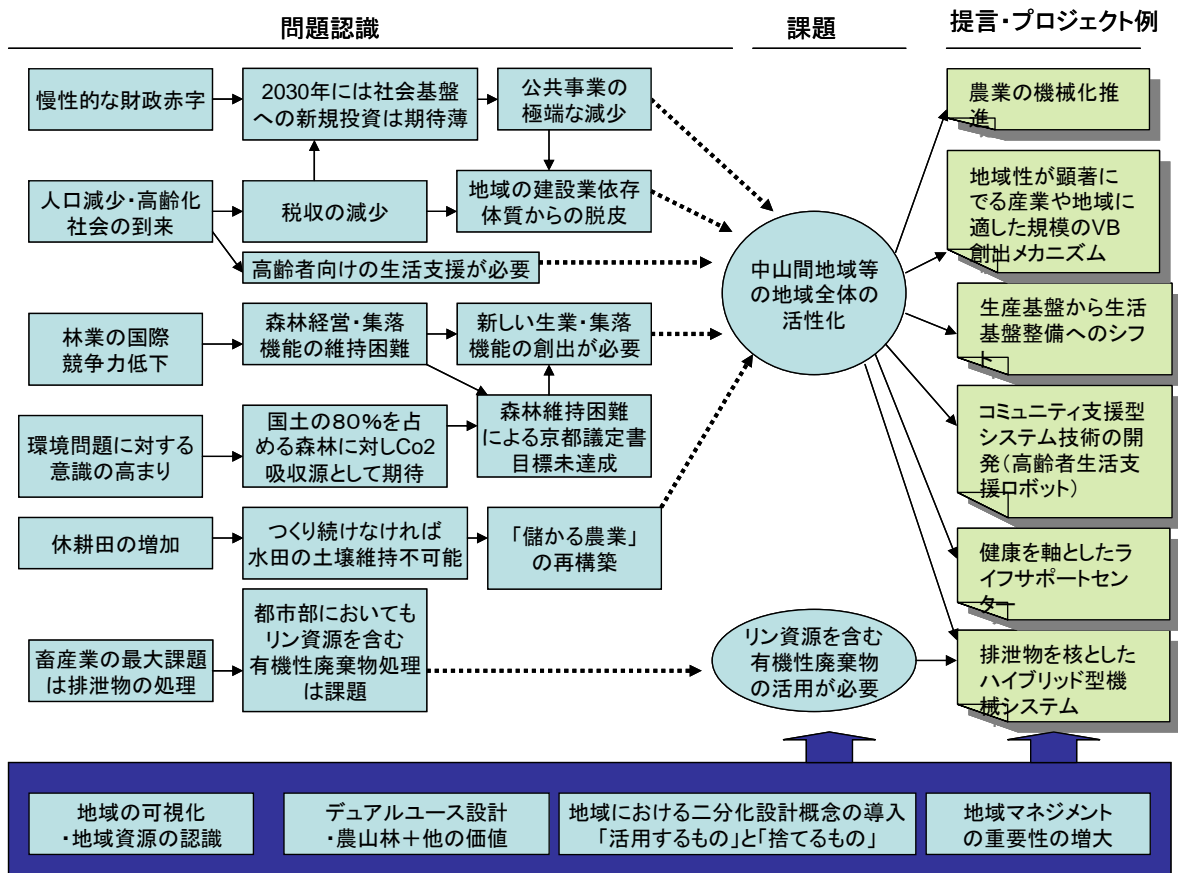 問題認識
課題
提言・プロジェクト例
慢性的な財政赤字
2030年には社会基盤
への新規投資は期待薄
公共事業の
極端な減少
人口減少・高齢化
社会の到来
税収の減少
地域の建設業依存
体質からの脱皮
高齢者向けの生活支援が必要
林業の国際
競争力低下
森林経営・集落
機能の維持困難
新しい生業・集落
機能の創出が必要
環境問題に対する
意識の高まり
国土の80%を占
める森林に対しCo2
吸収源として期待
森林維持困難
による京都議定書
目標未達成
休耕田の増加
つくり続けなければ
水田の土壌維持不可能
「儲かる農業」
の再構築
畜産業の最大課題
は排泄物の処理
都市部においても
リン資源を含む
有機性廃棄物処理
は課題
中山間地域等
の地域全体の
活性化
リン資源を含む
有機性廃棄物
の活用が必要
農業の機械化推
進
地域性が顕著に
でる産業や地域に
適した規模のVB
創出メカニズム
生産基盤から生活
基盤整備へのシフ
ト
コミュニティ支援型
システム技術の開
発(高齢者生活支
援ロボット)
健康を軸としたラ
イフサポートセン
ター
排泄物を核とした
ハイブリッド型機
械システム
地域の可視化
・地域資源の認識
デュアルユース設計
・農山林+他の価値
地域における二分化設計概念の導入
「活用するもの」と「捨てるもの」
地域マネジメント
の重要性の増大